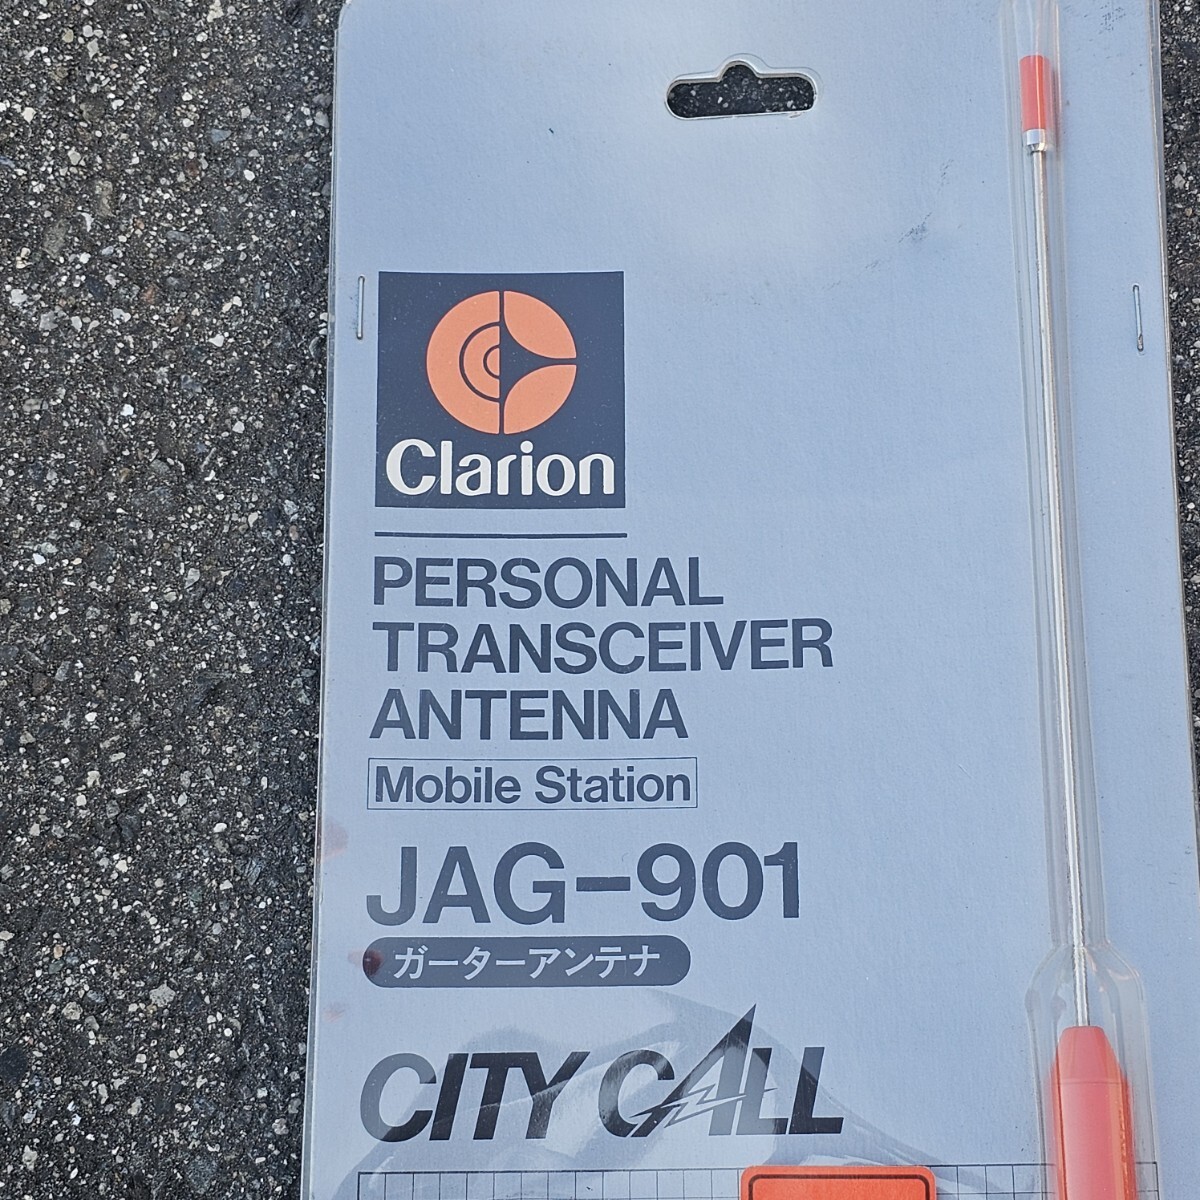 Clarion
PERSONAL
TRANSCEIVER
ANTENNA
Mobile Station
JAG-901
ガーターアンテナ
CITY CALL